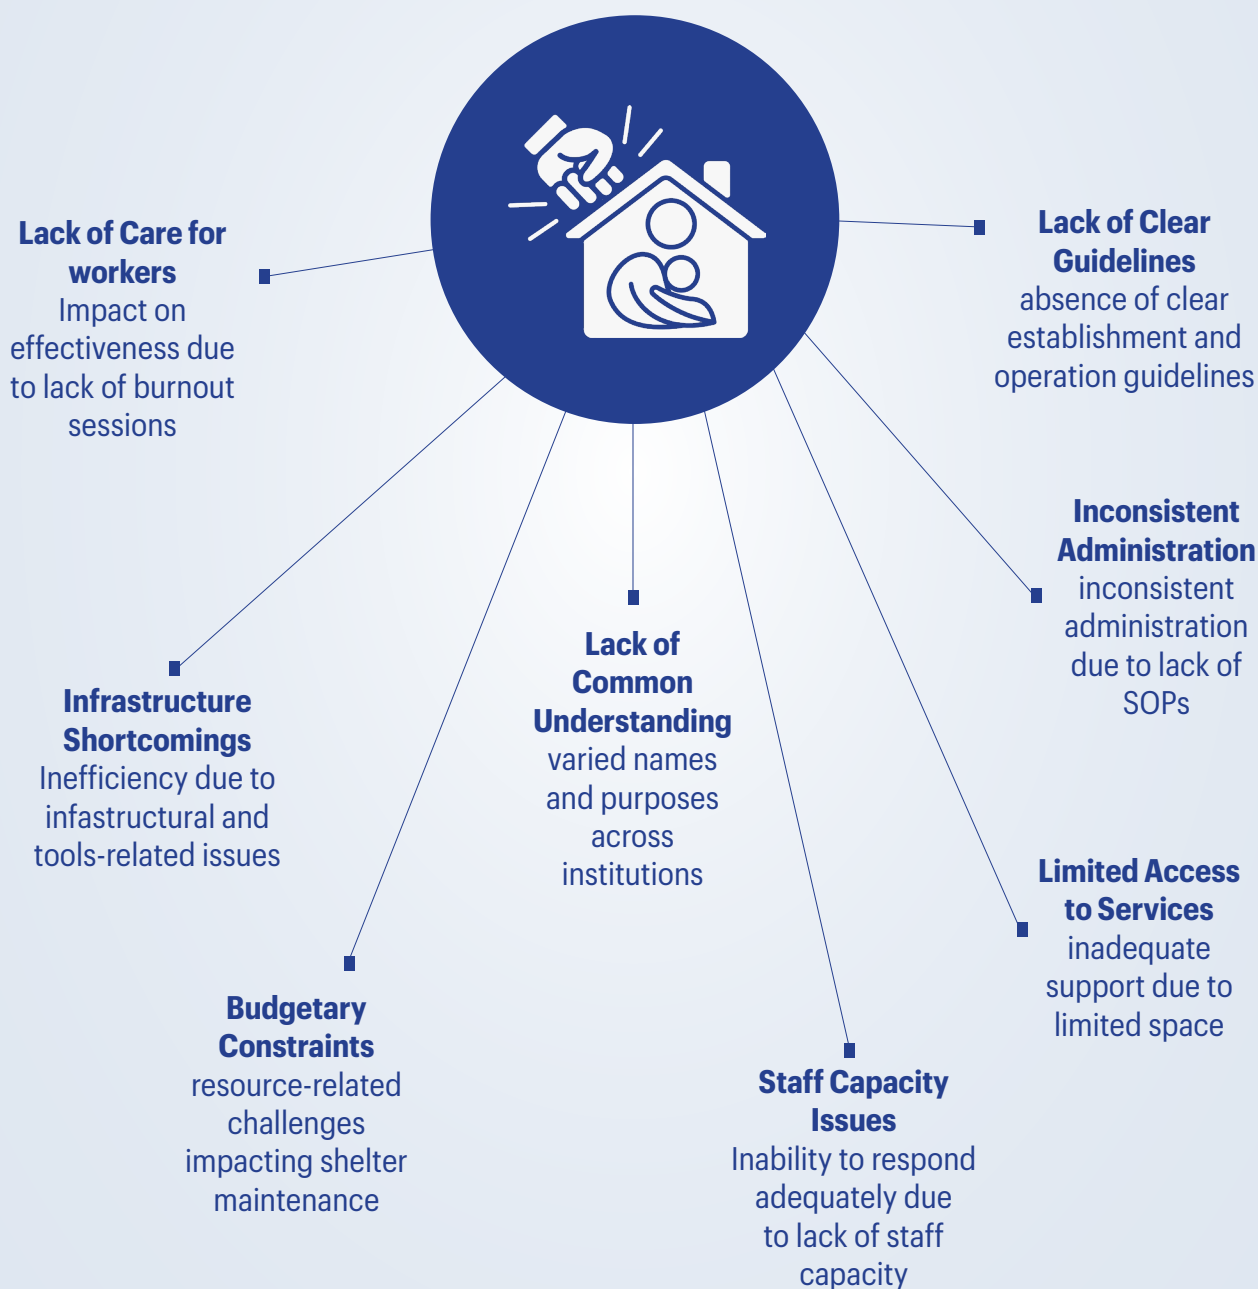 Lack of Care for
workers
Impact on
effectiveness due
to lack of burnout
sessions
Lack of Clear
Guidelines
absence of clear
establishment and
operation guidelines
Inconsistent
Administration
inconsistent
administration
due to lack of
SOPs
Infrastructure
Shortcomings
Inefficiency due to
infastructural and
tools-related issues
Lack of
Common
Understanding
varied names
and purposes
across
institutions
Limited Access
to Services
inadequate
support due to
limited space
Budgetary
Constraints
resource-related
challenges
impacting shelter
maintenance
Staff Capacity
Issues
Inability to respond
adequately due
to lack of staff
capacity